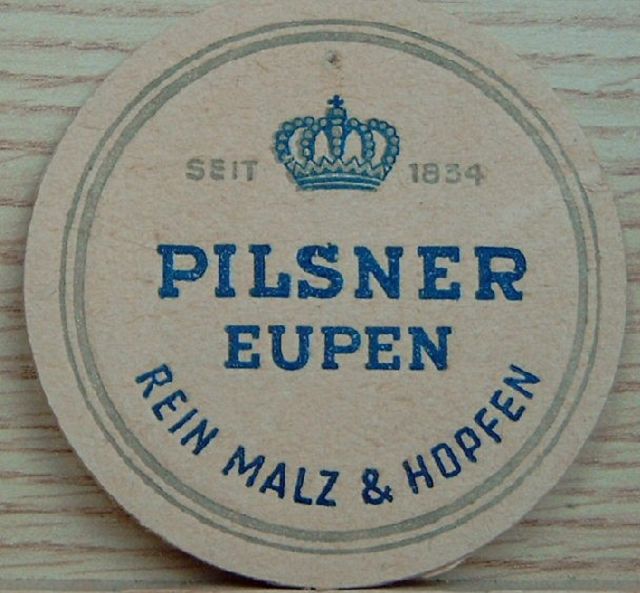 SEIT 1834
PILSNER
EUPEN
REIN MALZ & HOPFEN